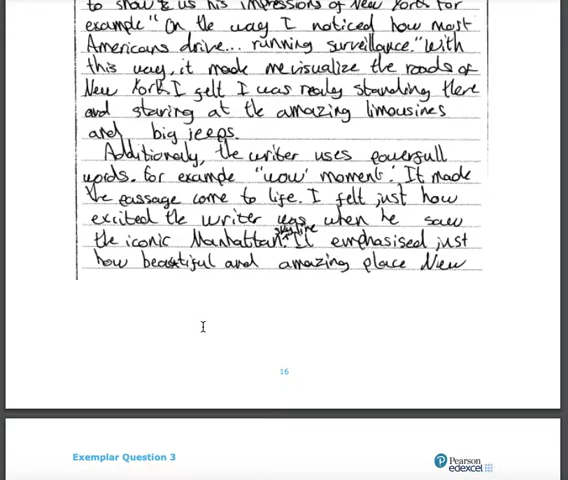 to show & us his impressions of New York for
example "On the way I noticed how most
Americans drive... running surveillance." With
this way, it made me visualize the roads of
New York. I felt I was really standing there
and staring at the amazing limousines
and big jeeps.
Additionaly, the writer uses powerfull
words. for example "'wow' moment". It made
the passage come to life. I felt just how
excited the writer was when he saw
the iconic Manhattan skyline. It emphasised just
how beautiful and amazing place New
16
Exemplar Question 3
Pearson
edexcel